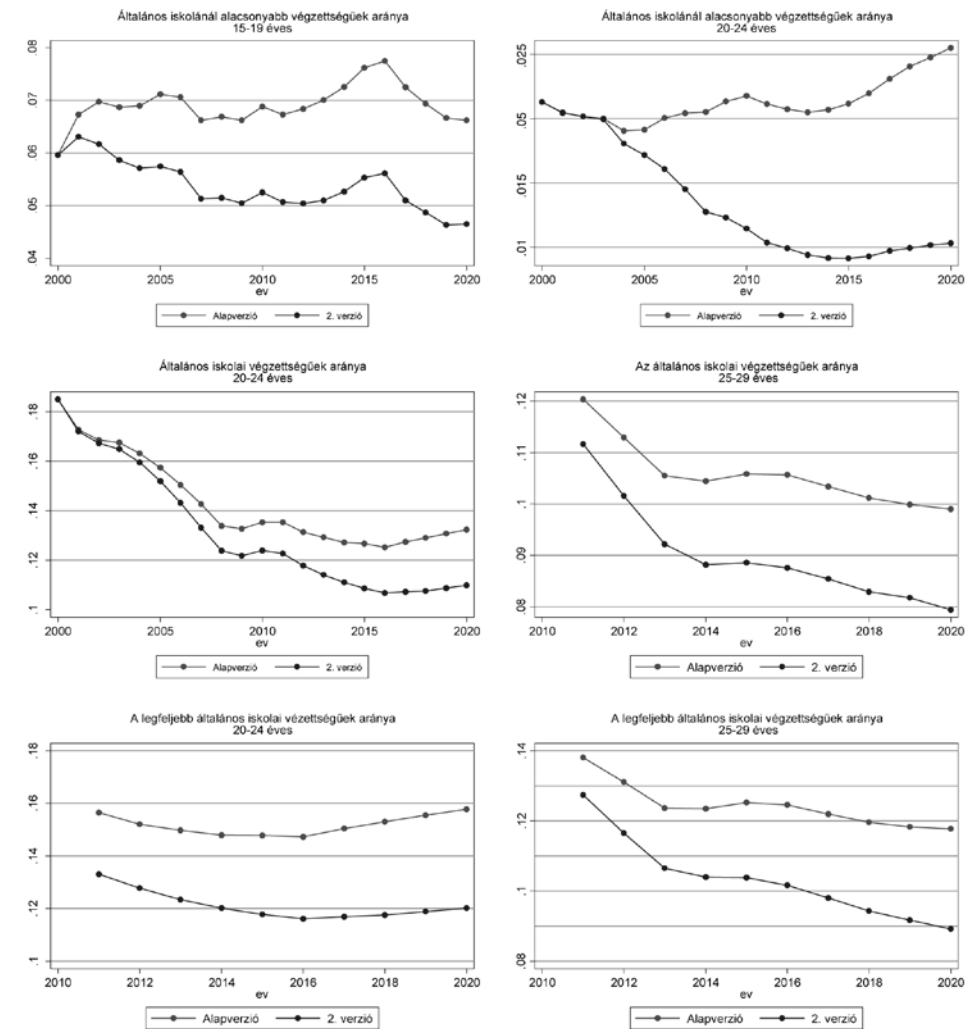 Általános iskolánál alacsonyabb végzettségűek aránya
15-19 éves
.08
.07
.06
.05
.04
2000 2005 2010 2015 2020
ev
Alapverzió 2. verzió
Általános iskolánál alacsonyabb végzettségűek aránya
20-24 éves
.025
.05
.015
.01
2000 2005 2010 2015 2020
ev
Alapverzió 2. verzió
Általános iskolai végzettségűek aránya
20-24 éves
.18
.16
.14
.12
.1
2000 2005 2010 2015 2020
Alapverzió 2. verzió
Az általános iskolai végzettségűek aránya
25-29 éves
.12
.11
.1
.09
.08
2010 2012 2014 2016 2018 2020
Alapverzió 2. verzió
A legfeljebb általános iskolai vézettségűek aránya
20-24 éves
.18
.16
.14
.12
.1
2010 2012 2014 2016 2018 2020
ev
Alapverzió 2. verzió
A legfeljebb általános iskolai végzettségűek aránya
25-29 éves
.14
.12
.1
.08
2010 2012 2014 2016 2018 2020
ev
Alapverzió 2. verzió